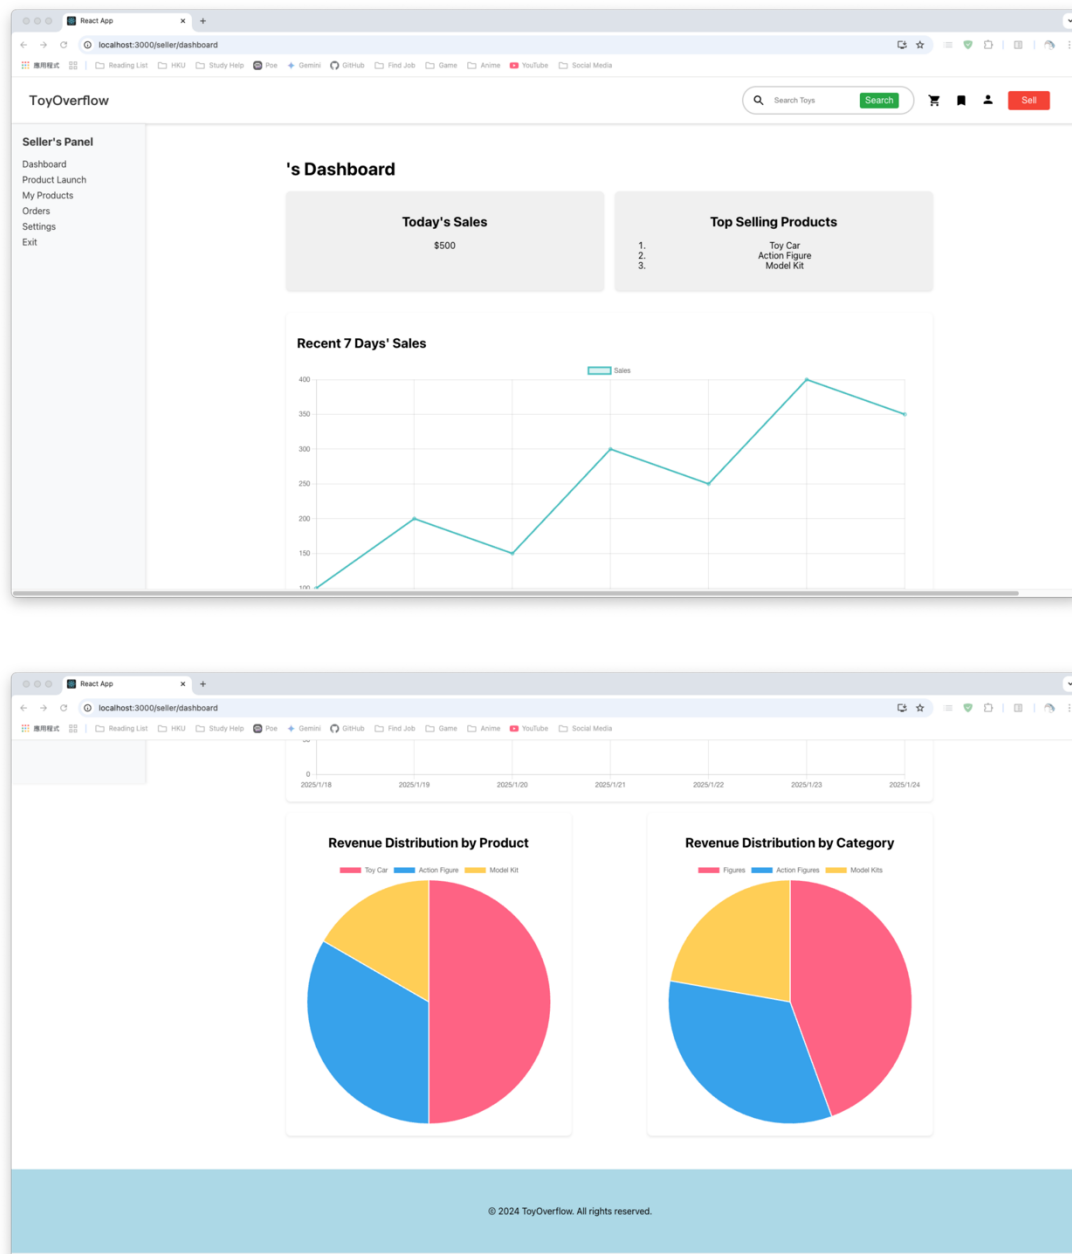 React App
localhost:3000/seller/dashboard
應用程式 Reading List HKU Study Help Poe Gemini GitHub Find Job Game Anime YouTube Social Media
ToyOverflow Search Toys Search Sell
Seller's Panel
Dashboard
Product Launch
My Products
Orders
Settings
Exit
's Dashboard
Today's Sales
$500
Top Selling Products
1. Toy Car
2. Action Figure
3. Model Kit
Recent 7 Days' Sales
Sales
400
350
300
250
200
150
100
React App
localhost:3000/seller/dashboard
應用程式 Reading List HKU Study Help Poe Gemini GitHub Find Job Game Anime YouTube Social Media
50
0
2025/1/18 2025/1/19 2025/1/20 2025/1/21 2025/1/22 2025/1/23 2025/1/24
Revenue Distribution by Product
Toy Car Action Figure Model Kit
Revenue Distribution by Category
Figures Action Figures Model Kits
© 2024 ToyOverflow. All rights reserved.